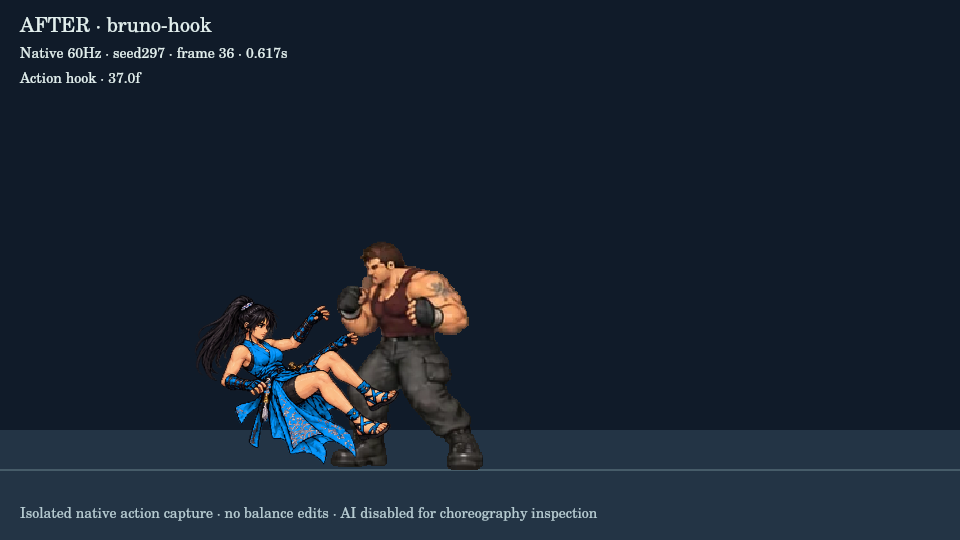 AFTER · bruno-hook
Native 60Hz · seed297 · frame 36 · 0.617s
Action hook · 37.0f
Isolated native action capture · no balance edits · AI disabled for choreography inspection